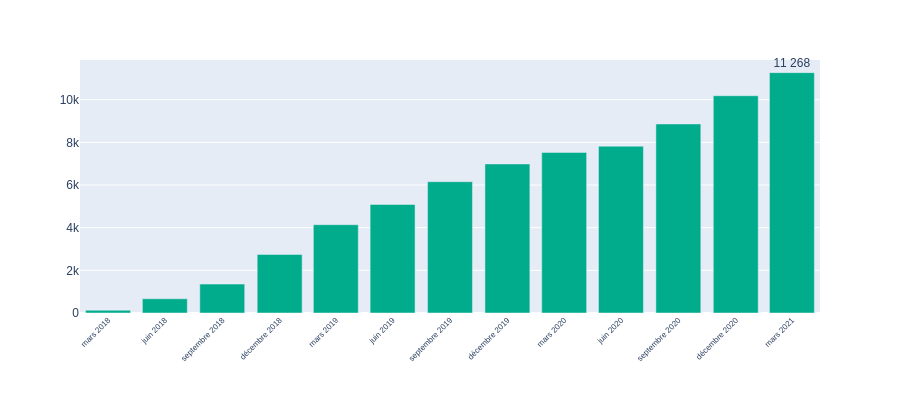 11 268
10k
8k
6k
4k
2k
0
mars 2018
juin 2018
septembre 2018
décembre 2018
mars 2019
juin 2019
septembre 2019
décembre 2019
mars 2020
juin 2020
septembre 2020
décembre 2020
mars 2021